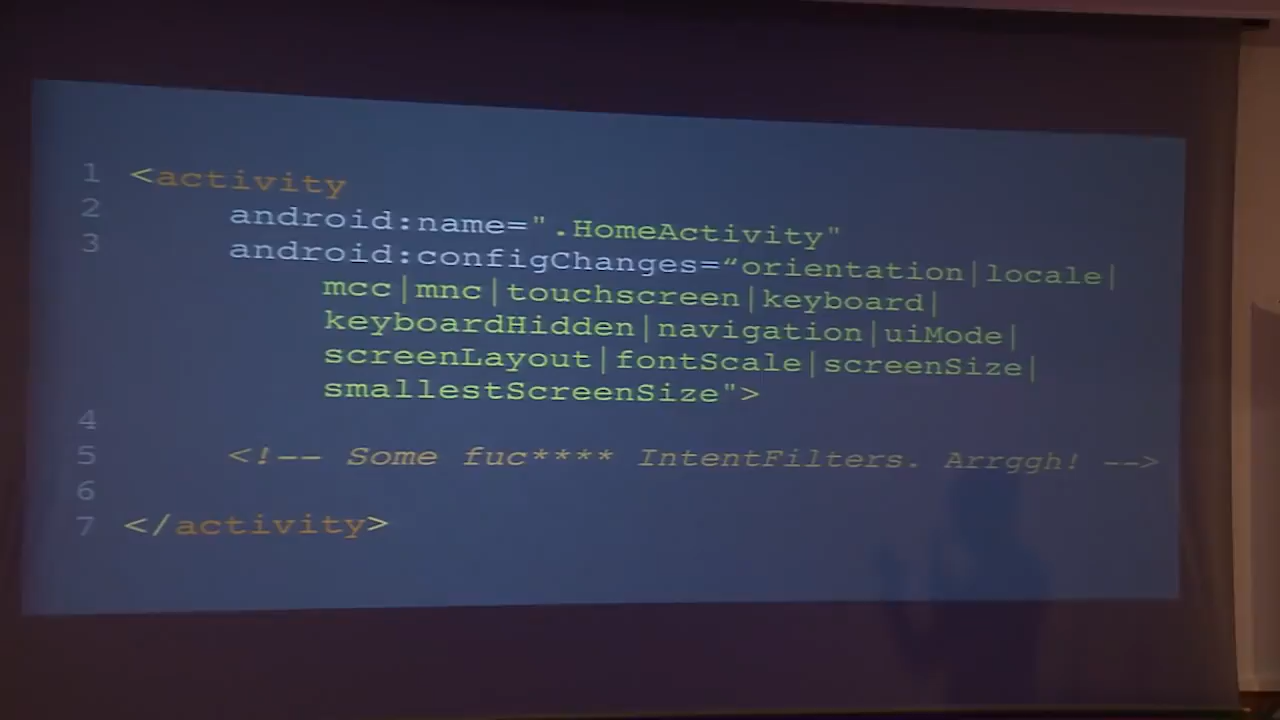 1 <activity
2 android:name=".HomeActivity"
3 android:configChanges=“orientation|locale|
mcc|mnc|touchscreen|keyboard|
keyboardHidden|navigation|uiMode|
screenLayout|fontScale|screenSize|
smallestScreenSize">
4
5 <!-- Some fuc**** IntentFilters. Arrggh! -->
6
7 </activity>